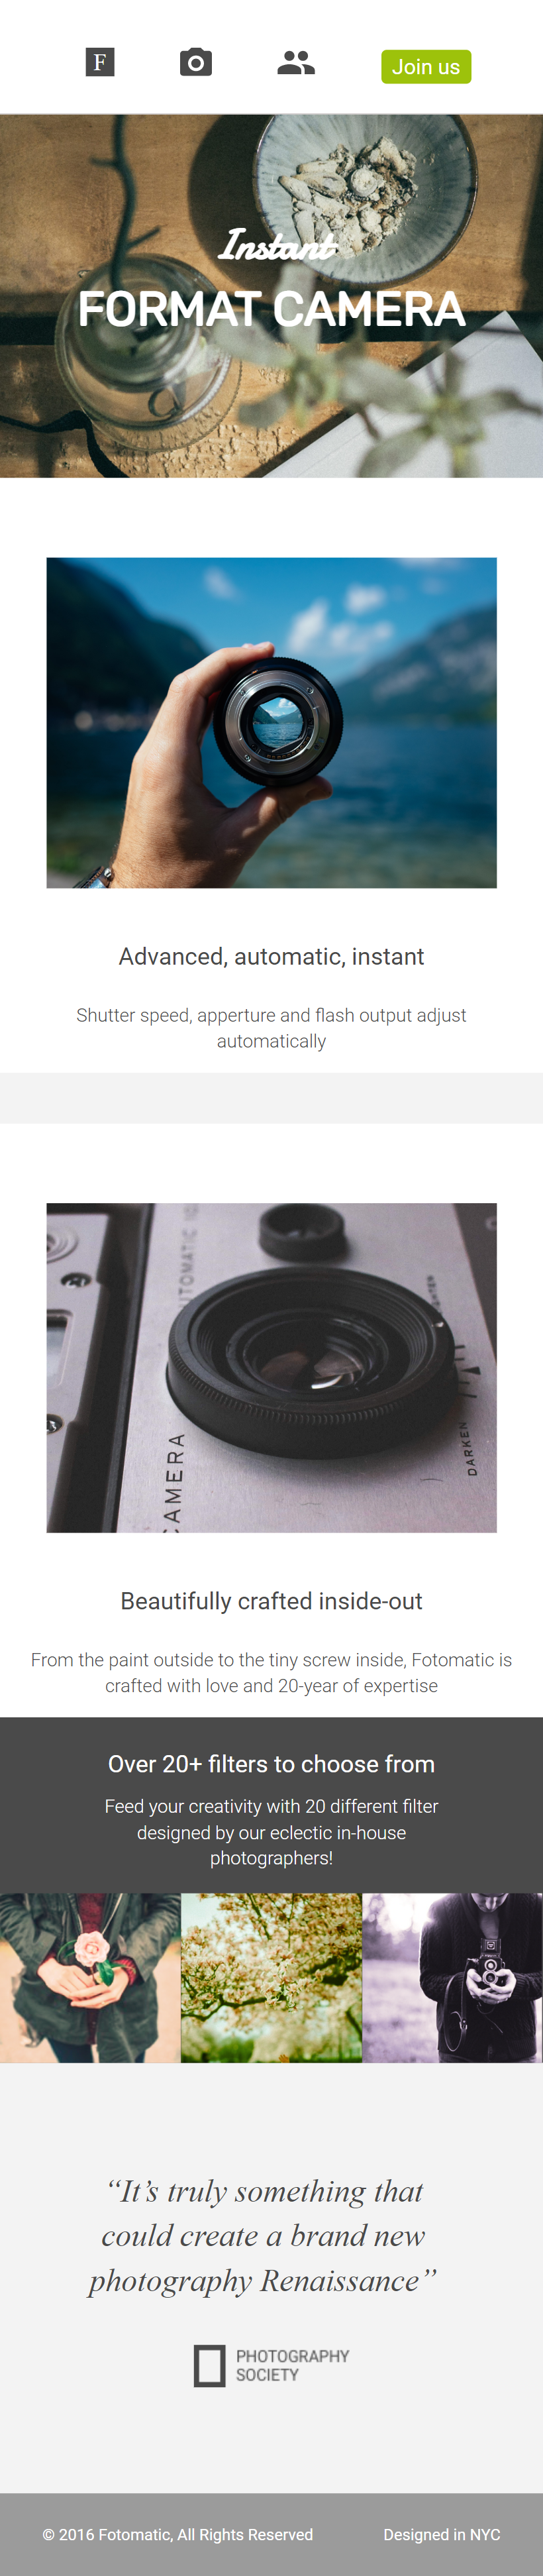 F
Join us
Instant
FORMAT CAMERA
Advanced, automatic, instant
Shutter speed, apperture and flash output adjust
automatically
AUTOMATIC
CAMERA
DARKEN
Beautifully crafted inside-out
From the paint outside to the tiny screw inside, Fotomatic is
crafted with love and 20-year of expertise
Over 20+ filters to choose from
Feed your creativity with 20 different filter
designed by our eclectic in-house
photographers!
“It’s truly something that
could create a brand new
photography Renaissance”
PHOTOGRAPHY
SOCIETY
© 2016 Fotomatic, All Rights Reserved
Designed in NYC